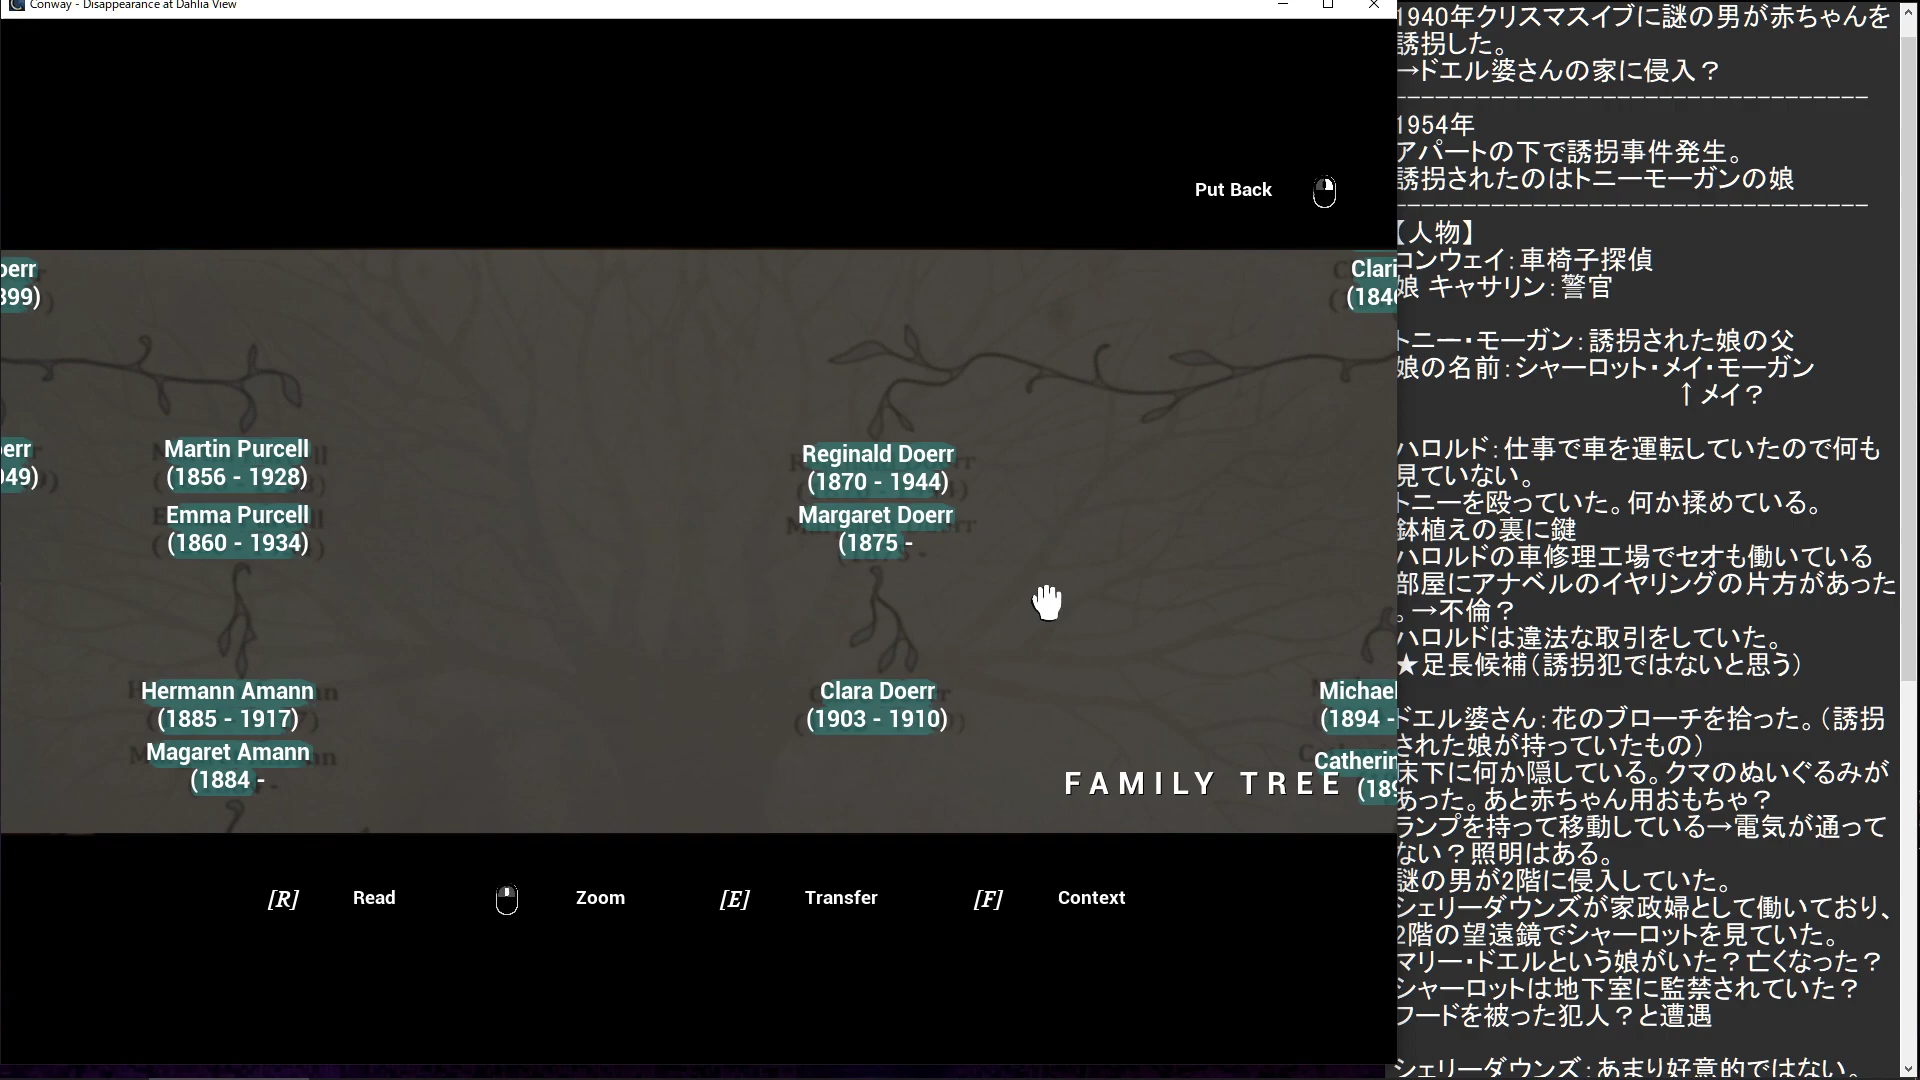 Conway - Disappearance at Dahlia View
Put Back
399)
Clari
(1846
Martin Purcell
(1856 - 1928)
Emma Purcell
(1860 - 1934)
Reginald Doerr
(1870 - 1944)
Margaret Doerr
(1875 -
Hermann Amann
(1885 - 1917)
Magaret Amann
(1884 -
Clara Doerr
(1903 - 1910)
Michael
(1894 -
Catherin
(189
FAMILY TREE
[R] Read Zoom [E] Transfer [F] Context
1940年クリスマスイブに謎の男が赤ちゃんを
誘拐した。
→ドエル婆さんの家に侵入?
1954年
アパートの下で誘拐事件発生。
誘拐されたのはトニーモーガンの娘
【人物】
コンウェイ:車椅子探偵
娘 キャサリン:警官
トニー・モーガン:誘拐された娘の父
娘の名前:シャーロット・メイ・モーガン
↑メイ?
ハロルド:仕事で車を運転していたので何も
見ていない。
トニーを殴っていた。何か揉めている。
鉢植えの裏に鍵
ハロルドの車修理工場でセオも働いている
部屋にアナベルのイヤリングの片方があった
。→不倫?
ハロルドは違法な取引をしていた。
★足長候補(誘拐犯ではないと思う)
ドエル婆さん:花のブローチを拾った。(誘拐
された娘が持っていたもの)
床下に何か隠している。クマのぬいぐるみが
あった。あと赤ちゃん用おもちゃ?
ランプを持って移動している→電気が通って
ない?照明はある。
謎の男が2階に侵入していた。
シェリーダウンズが家政婦として働いており、
2階の望遠鏡でシャーロットを見ていた。
マリー・ドエルという娘がいた?亡くなった?
シャーロットは地下室に監禁されていた?
フードを被った犯人?と遭遇
シェリーダウンズ:あまり好意的ではない。